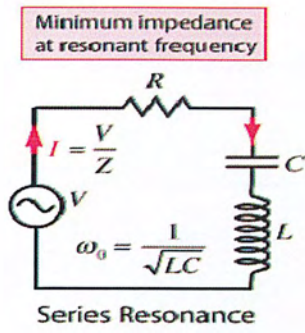 Minimum impedance
at resonant frequency
R
I = V/Z
C
V
L
ω₀ = 1/√LC
Series Resonance